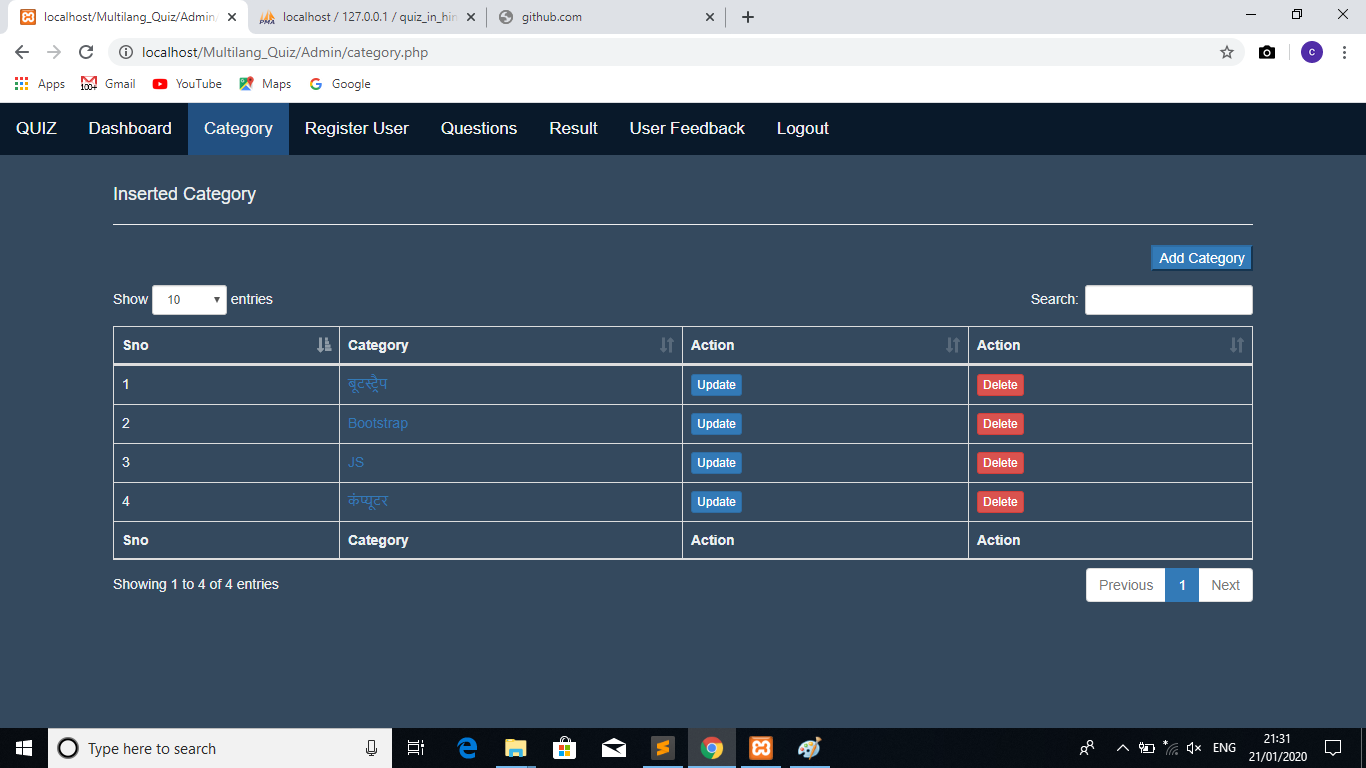 localhost/Multilang_Quiz/Admin/
localhost / 127.0.0.1 / quiz_in_hin
github.com
localhost/Multilang_Quiz/Admin/category.php
c
Apps
100+
Gmail
YouTube
Maps
Google
QUIZ
Dashboard
Category
Register User
Questions
Result
User Feedback
Logout
Inserted Category
Add Category
Show 10 entries
Search:
Sno Category Action Action
1 बूटस्ट्रैप Update Delete
2 Bootstrap Update Delete
3 JS Update Delete
4 कंप्यूटर Update Delete
Sno Category Action Action
Showing 1 to 4 of 4 entries
Previous 1 Next
Type here to search
ENG
21:31
21/01/2020